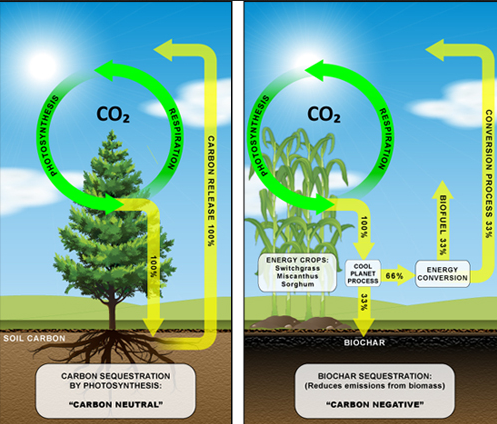 PHOTOSYNTHESIS
CO₂
RESPIRATION
CARBON RELEASE 100%
100%
SOIL CARBON
CARBON SEQUESTRATION
BY PHOTOSYNTHESIS:
“CARBON NEUTRAL”
PHOTOSYNTHESIS
CO₂
RESPIRATION
CONVERSION PROCESS 33%
BIOFUEL 33%
100%
ENERGY CROPS:
Switchgrass
Miscanthus
Sorghum
COOL
PLANET
PROCESS
66%
ENERGY
CONVERSION
33%
BIOCHAR
BIOCHAR SEQUESTRATION:
(Reduces emissions from biomass)
“CARBON NEGATIVE”